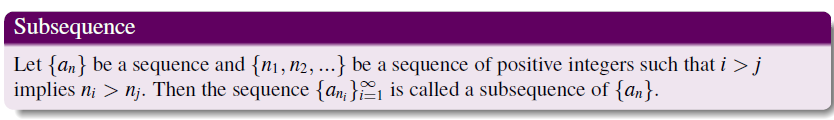 Subsequence
Let {aₙ} be a sequence and {n₁, n₂, ...} be a sequence of positive integers such that i > j
implies nᵢ > nⱼ. Then the sequence {aₙᵢ}∞ᵢ₌₁ is called a subsequence of {aₙ}.